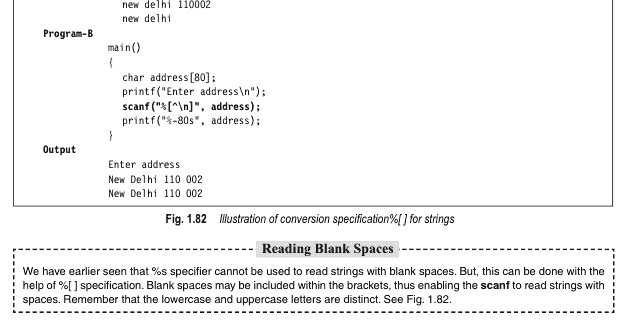 new delhi 110002
new delhi
Program-B
main()
{
char address[80];
printf("Enter address\n");
scanf("%[^\n]", address);
printf("%-80s", address);
}
Output
Enter address
New Delhi 110 002
New Delhi 110 002
Fig. 1.82 Illustration of conversion specification%[ ] for strings
Reading Blank Spaces
We have earlier seen that %s specifier cannot be used to read strings with blank spaces. But, this can be done with the
help of %[ ] specification. Blank spaces may be included within the brackets, thus enabling the scanf to read strings with
spaces. Remember that the lowercase and uppercase letters are distinct. See Fig. 1.82.